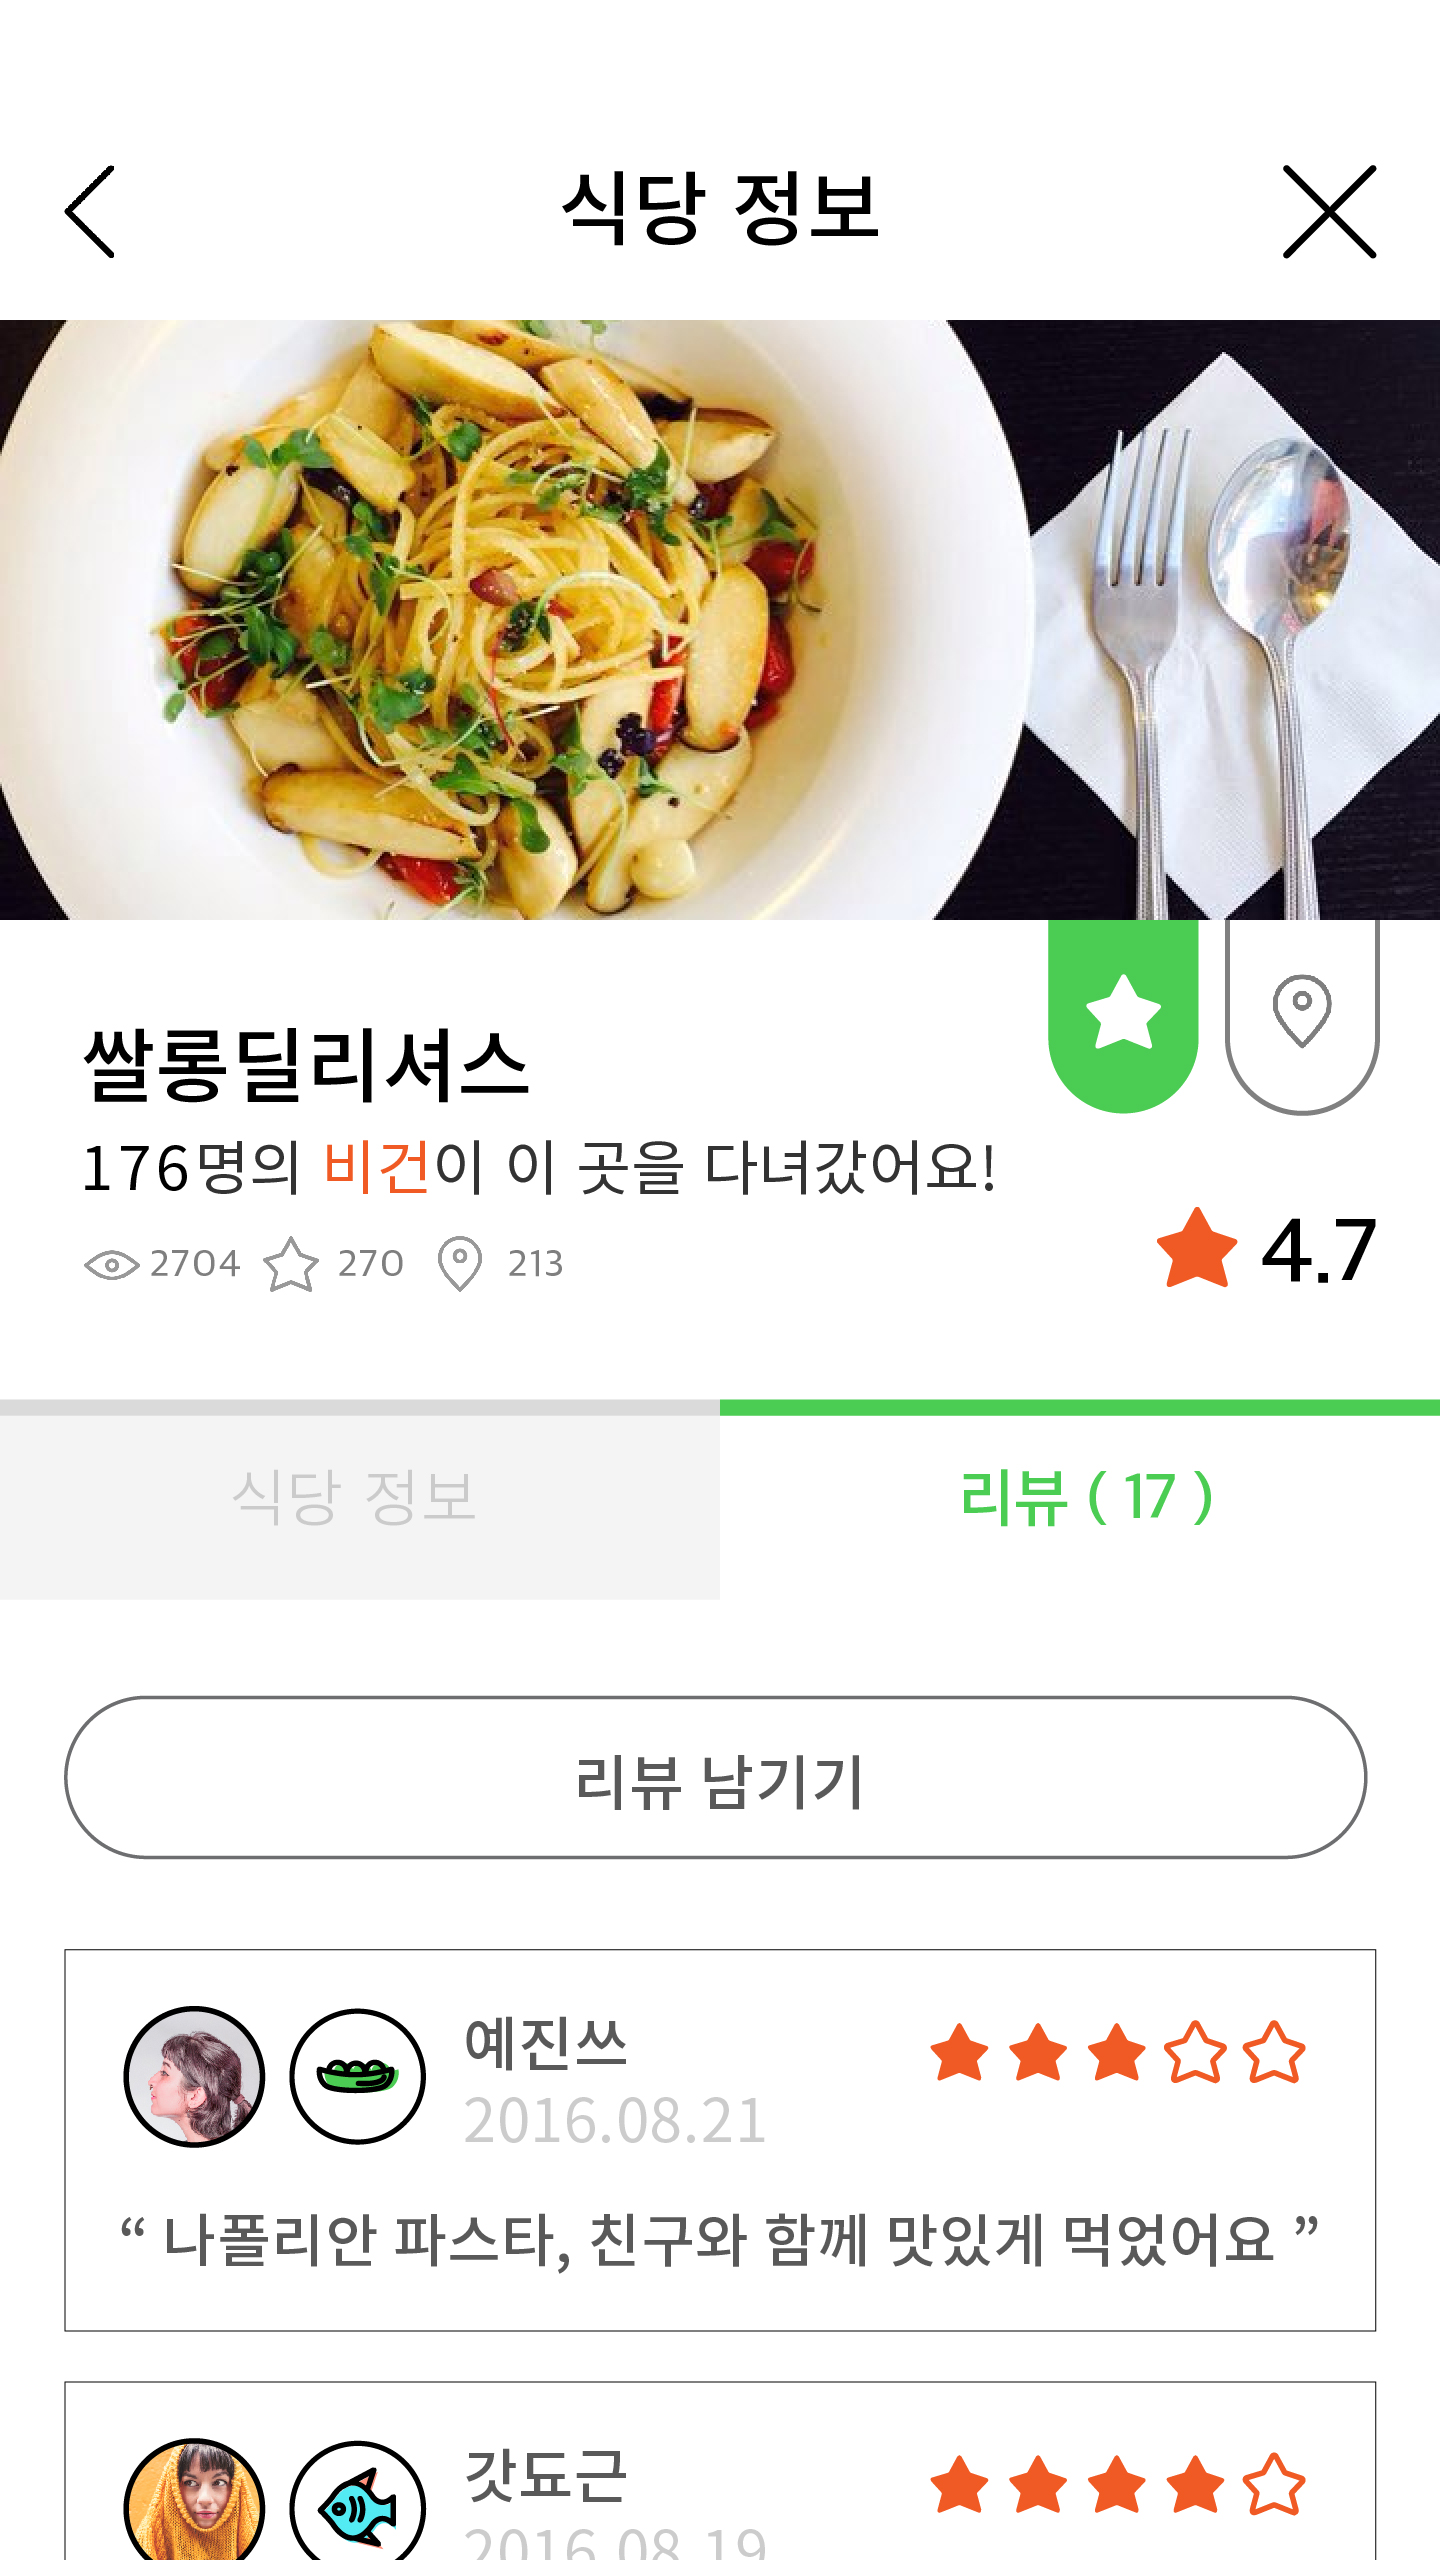 식당 정보
쌀롱딜리셔스
176명의 비건이 이 곳을 다녀갔어요!
2704 270 213
4.7
식당 정보
리뷰 ( 17 )
리뷰 남기기
예진쓰
2016.08.21
“ 나폴리안 파스타, 친구와 함께 맛있게 먹었어요 ”
갓됴근
2016.08.19